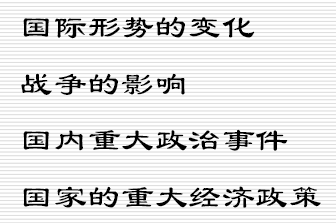 国际形势的变化
战争的影响
国内重大政治事件
国家的重大经济政策